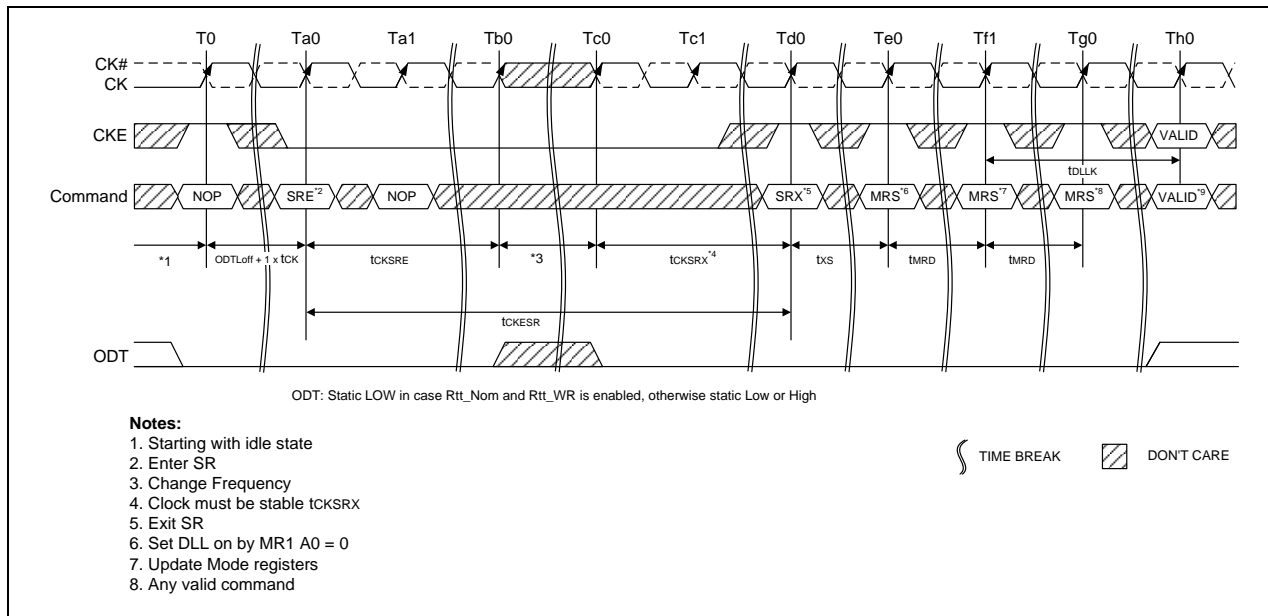 T0 Ta0 Ta1 Tb0 Tc0 Tc1 Td0 Te0 Tf1 Tg0 Th0
CK#
CK
CKE
VALID
tDLLK
Command
NOP SRE*2 NOP SRX*5 MRS*6 MRS*7 MRS*8 VALID*9
*1 ODTLoff + 1 x tCK tCKSRE *3 tCKSRX*4 tXS tMRD tMRD
tCKESR
ODT
ODT: Static LOW in case Rtt_Nom and Rtt_WR is enabled, otherwise static Low or High
Notes:
1. Starting with idle state
2. Enter SR
3. Change Frequency
4. Clock must be stable tCKSRX
5. Exit SR
6. Set DLL on by MR1 A0 = 0
7. Update Mode registers
8. Any valid command
TIME BREAK
DON'T CARE